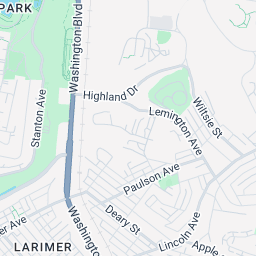 PARK
Washington Blvd
Highland Dr
Stanton Ave
Lemington Ave
Wiltsie St
Paulson Ave
Washington
Deary St
er Ave
LARIMER
Lincoln Ave
Apple